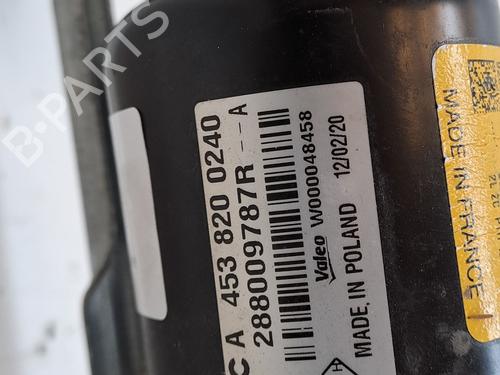 B-PARTS
C A 453 820 0240
288009787R --A
Valeo W000048458
MADE IN POLAND 12/02/20
H
MADE IN FRANCE